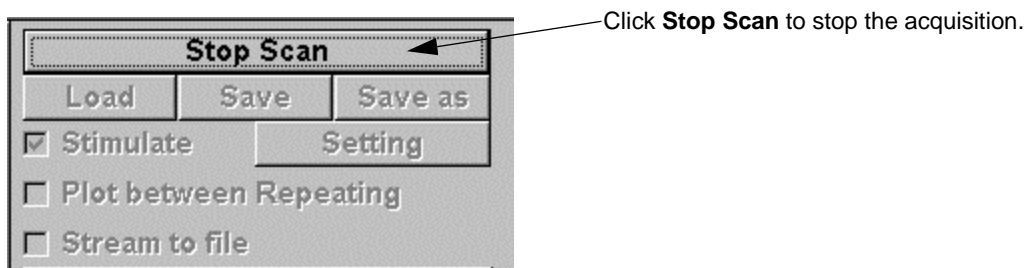 Click Stop Scan to stop the acquisition.
Stop Scan
Load Save Save as
Stimulate Setting
Plot between Repeating
Stream to file